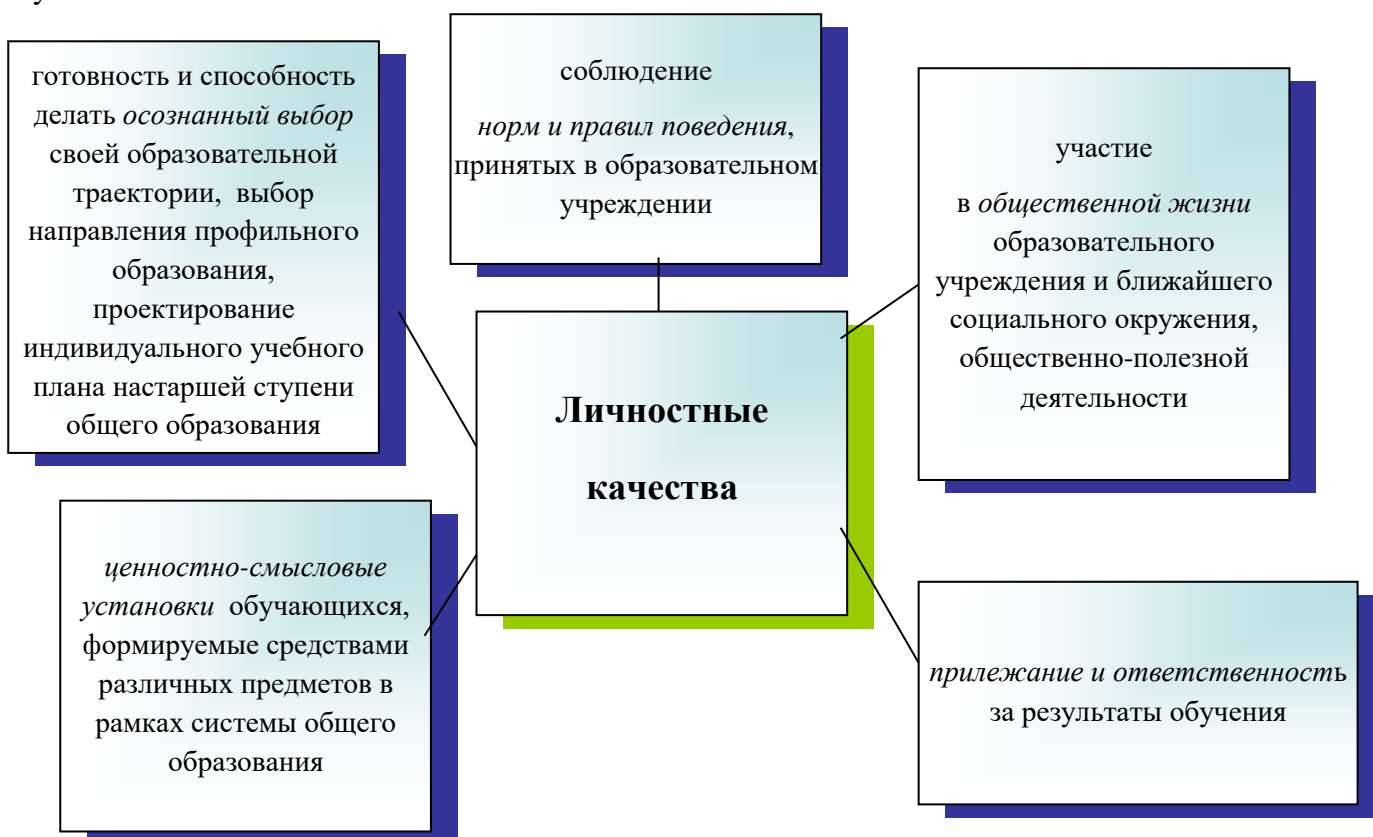 готовность и способность
делать осознанный выбор
своей образовательной
траектории, выбор
направления профильного
образования,
проектирование
индивидуального учебного
плана настаршей ступени
общего образования
соблюдение
норм и правил поведения,
принятых в образовательном
учреждении
участие
в общественной жизни
образовательного
учреждения и ближайшего
социального окружения,
общественно-полезной
деятельности
Личностные
качества
ценностно-смысловые
установки обучающихся,
формируемые средствами
различных предметов в
рамках системы общего
образования
прилежание и ответственность
за результаты обучения